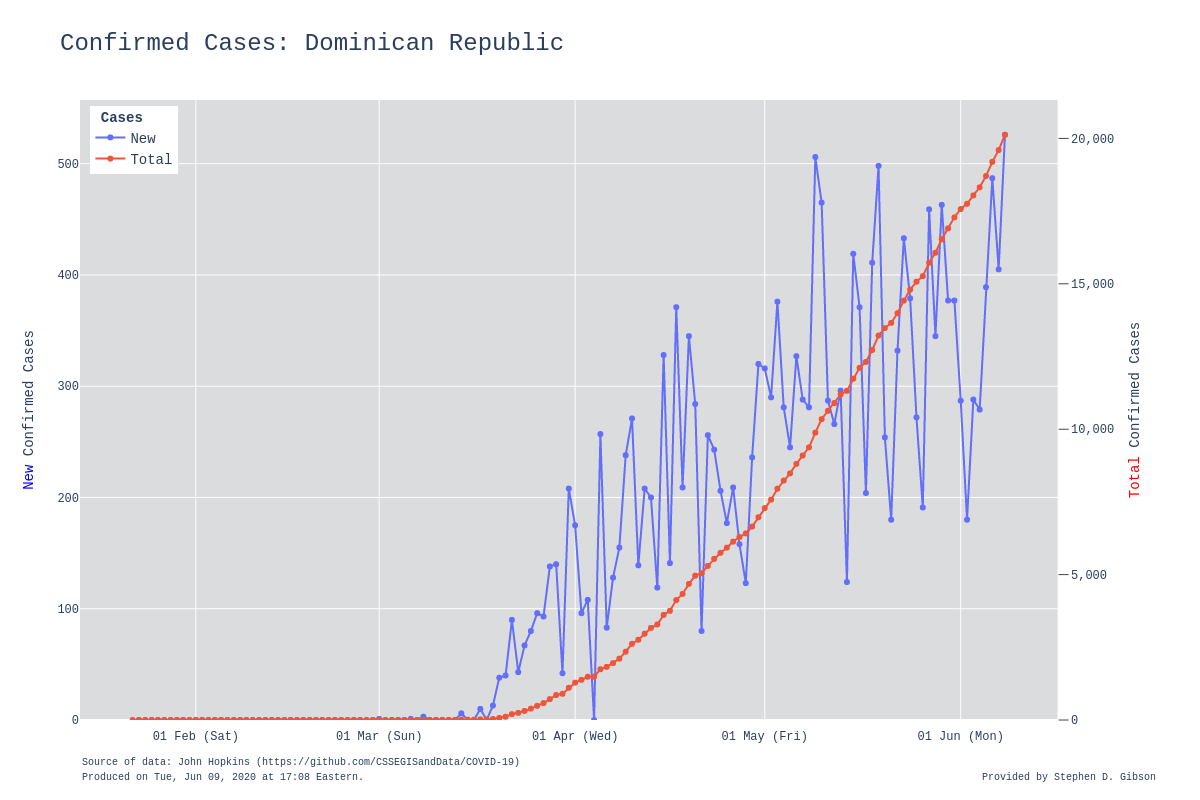 Confirmed Cases: Dominican Republic
Cases
New
Total
500
400
300
200
100
0
20,000
15,000
10,000
5,000
0
New Confirmed Cases
Total Confirmed Cases
01 Feb (Sat)
01 Mar (Sun)
01 Apr (Wed)
01 May (Fri)
01 Jun (Mon)
Source of data: John Hopkins (https://github.com/CSSEGISandData/COVID-19)
Produced on Tue, Jun 09, 2020 at 17:08 Eastern.
Provided by Stephen D. Gibson